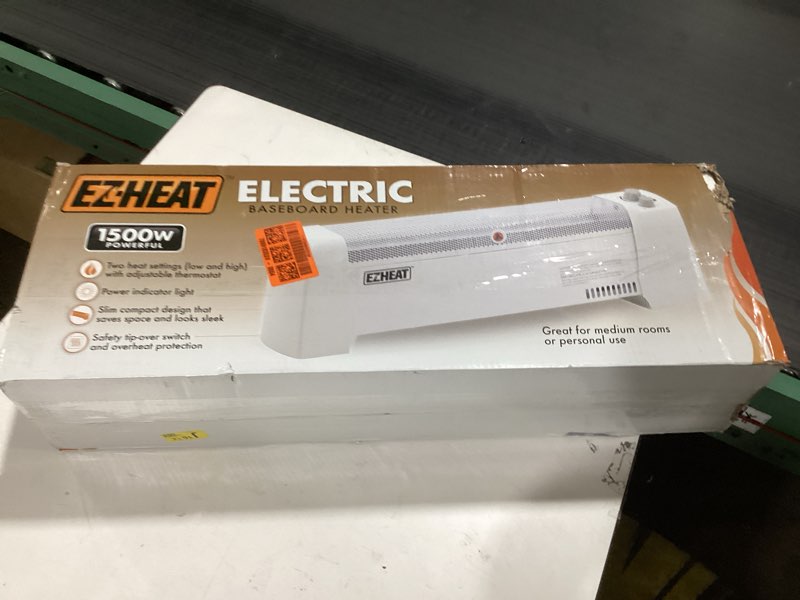 EZ-HEAT™
ELECTRIC
BASEBOARD HEATER
1500W
POWERFUL
Two heat settings (low and high)
with adjustable thermostat
Power indicator light
Slim compact design that
saves space and looks sleek
Safety tip-over switch
and overheat protection
EZHEAT
Great for medium rooms
or personal use